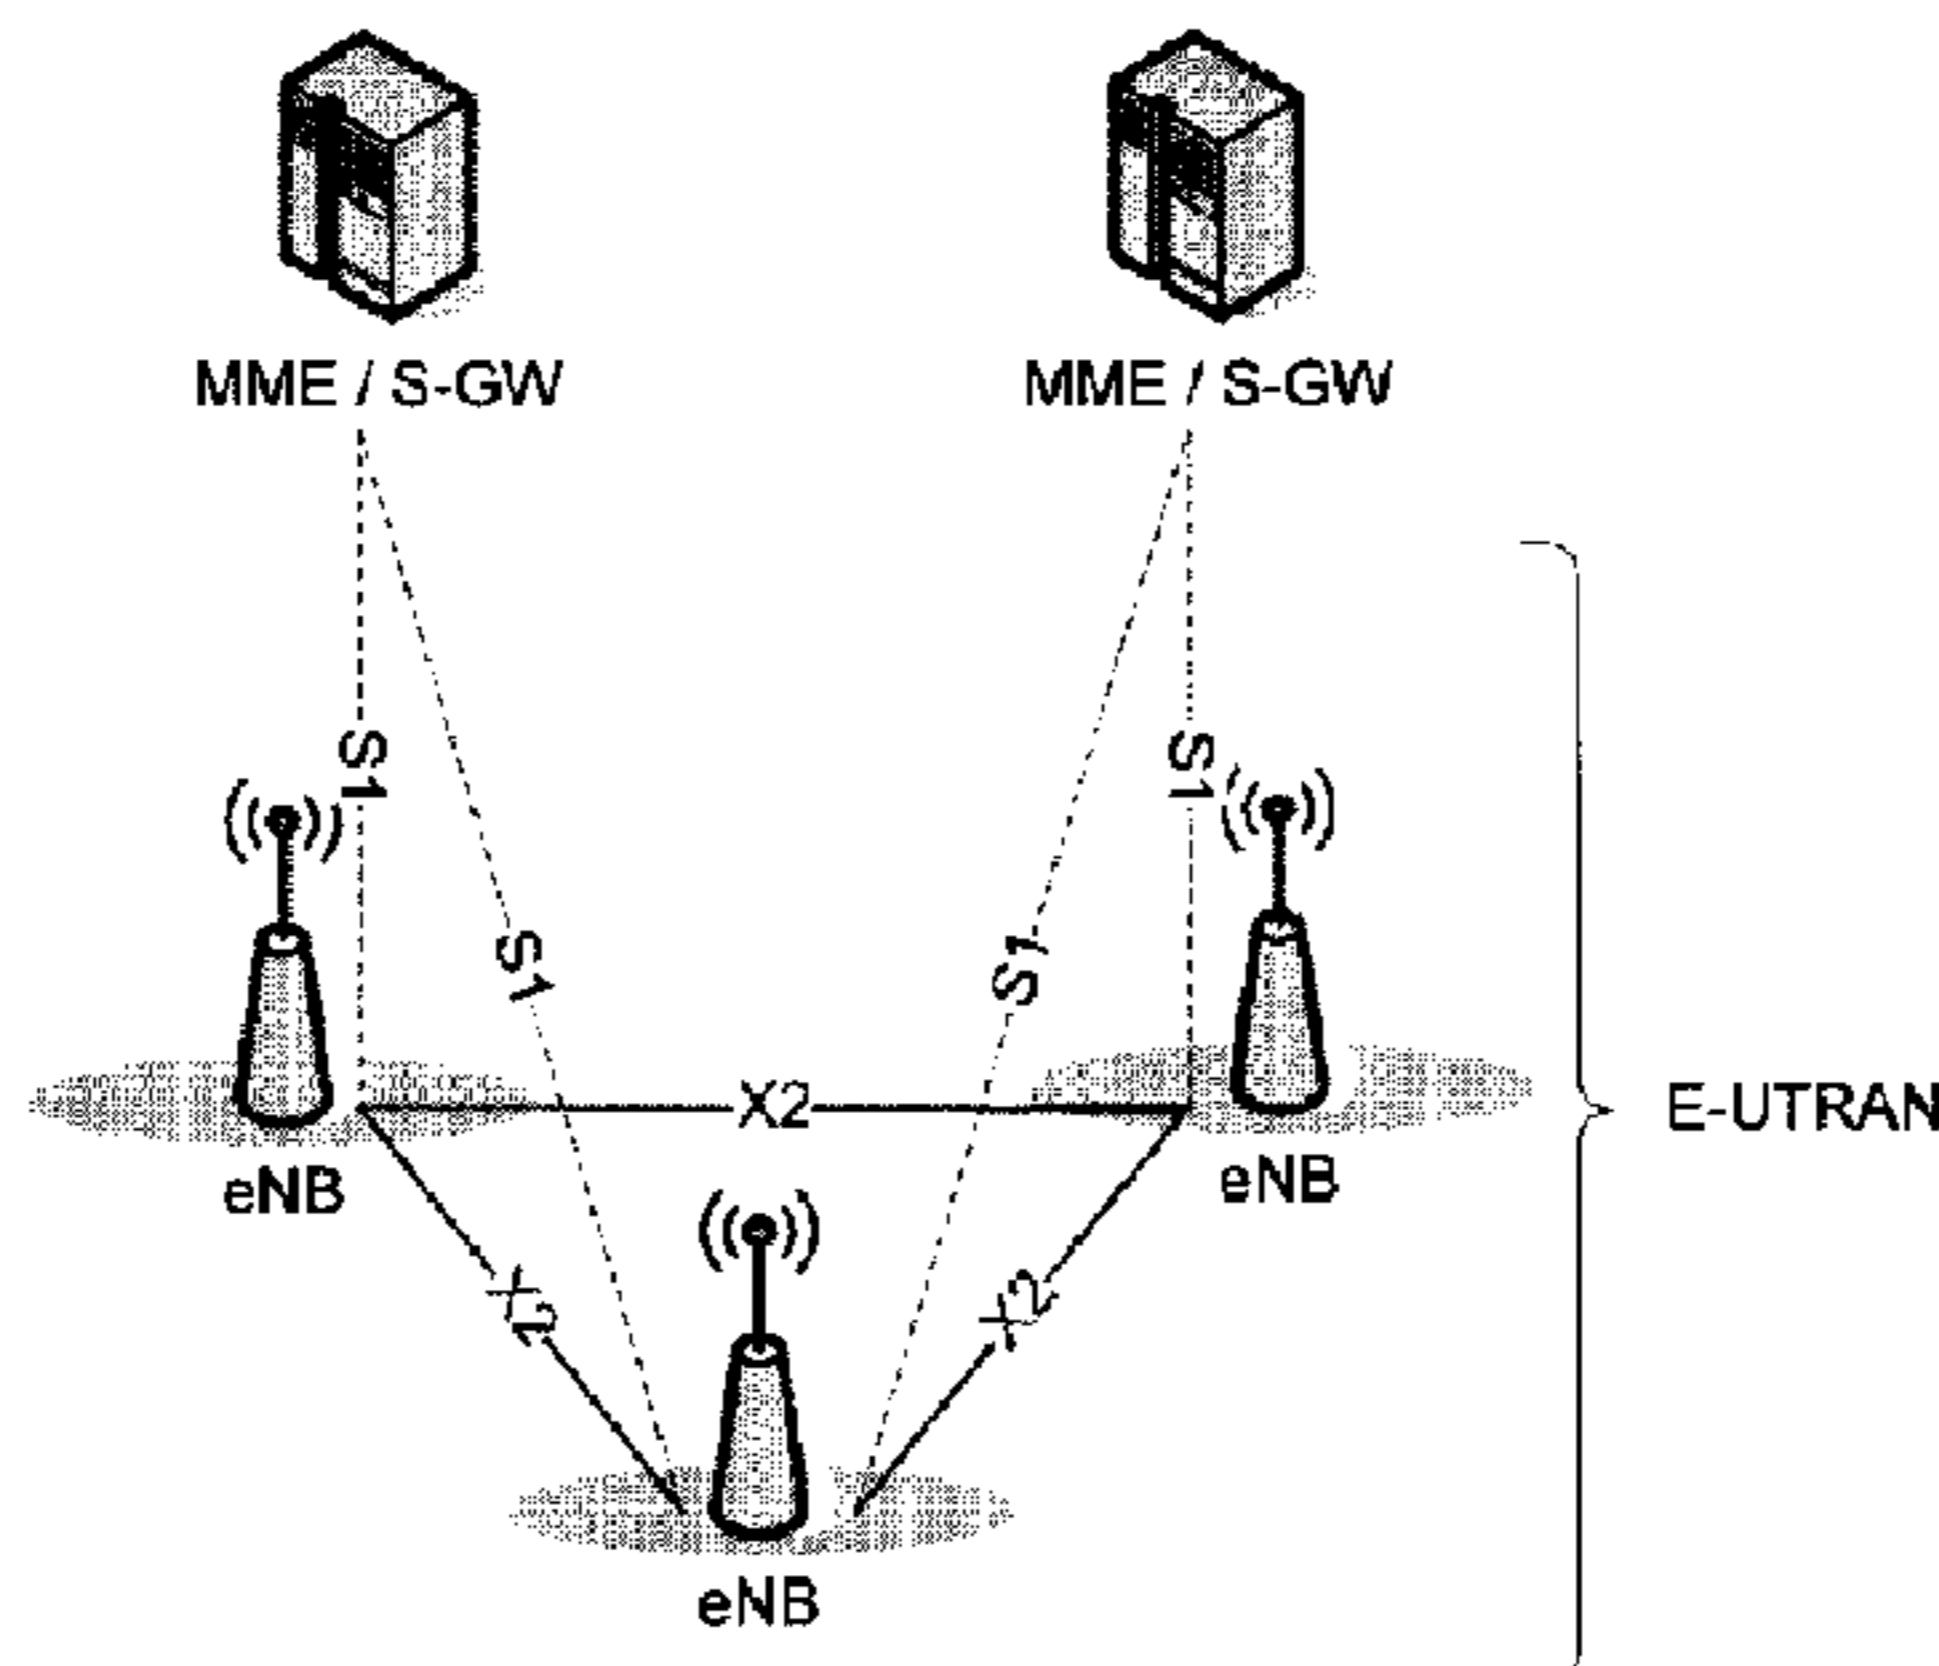 MME / S-GW
MME / S-GW
S1
S1
S1
S1
X2
E-UTRAN
eNB
eNB
X2
X2
eNB